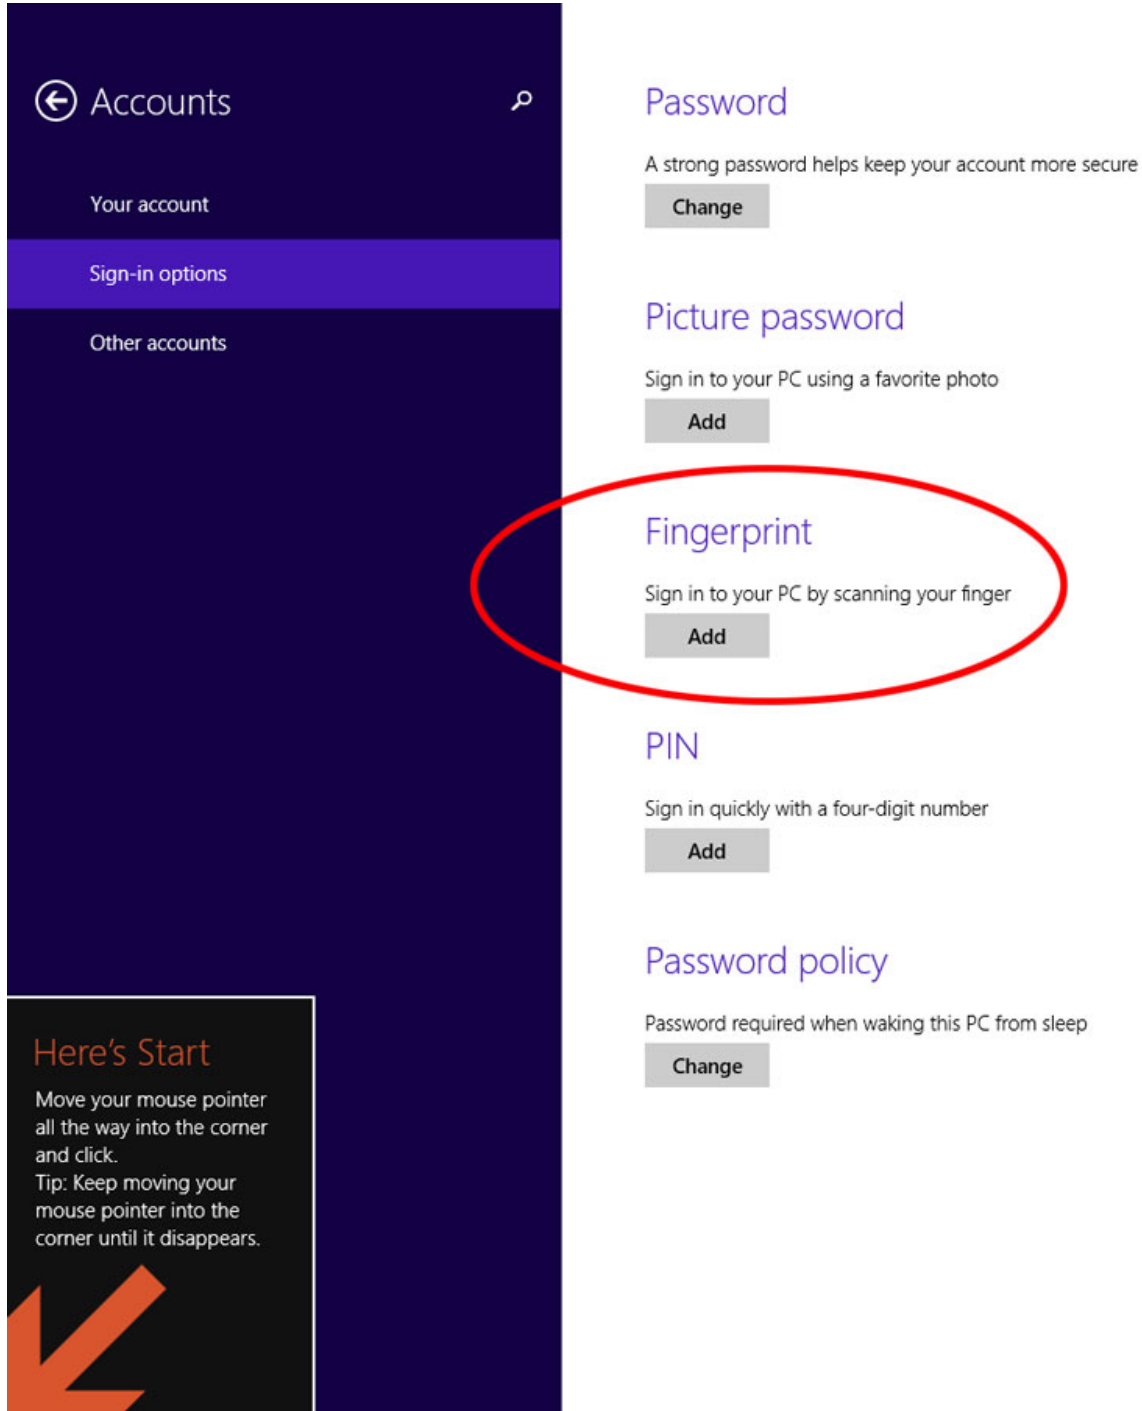 Accounts
Your account
Sign-in options
Other accounts
Here's Start
Move your mouse pointer
all the way into the corner
and click.
Tip: Keep moving your
mouse pointer into the
corner until it disappears.
Password
A strong password helps keep your account more secure
Change
Picture password
Sign in to your PC using a favorite photo
Add
Fingerprint
Sign in to your PC by scanning your finger
Add
PIN
Sign in quickly with a four-digit number
Add
Password policy
Password required when waking this PC from sleep
Change